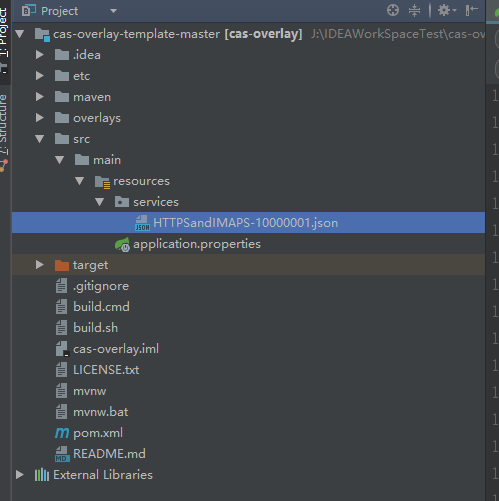 Project
cas-overlay-template-master [cas-overlay] J:\IDEAWorkSpaceTest\cas-ov
.idea
etc
maven
overlays
src
main
resources
services
HTTPSandIMAPS-10000001.json
application.properties
target
.gitignore
build.cmd
build.sh
cas-overlay.iml
LICENSE.txt
mvnw
mvnw.bat
pom.xml
README.md
External Libraries
1: Project
7: Structure